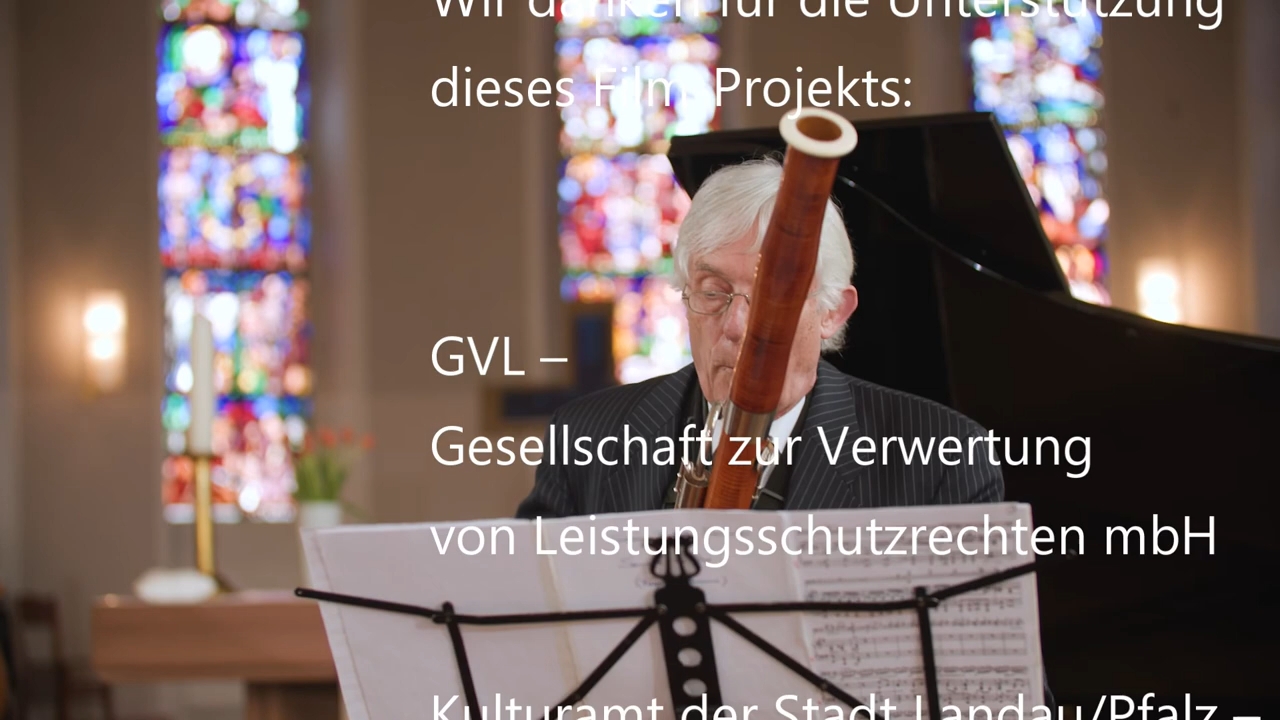 Wir danken für die Unterstützung
dieses Film-Projekts:
GVL –
Gesellschaft zur Verwertung
von Leistungsschutzrechten mbH
Kulturamt der Stadt Landau/Pfalz –